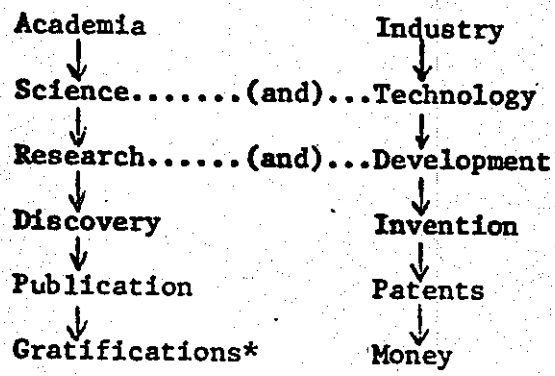 Academia Industry
Science.......(and)...Technology
Research......(and)...Development
Discovery Invention
Publication Patents
Gratifications* Money